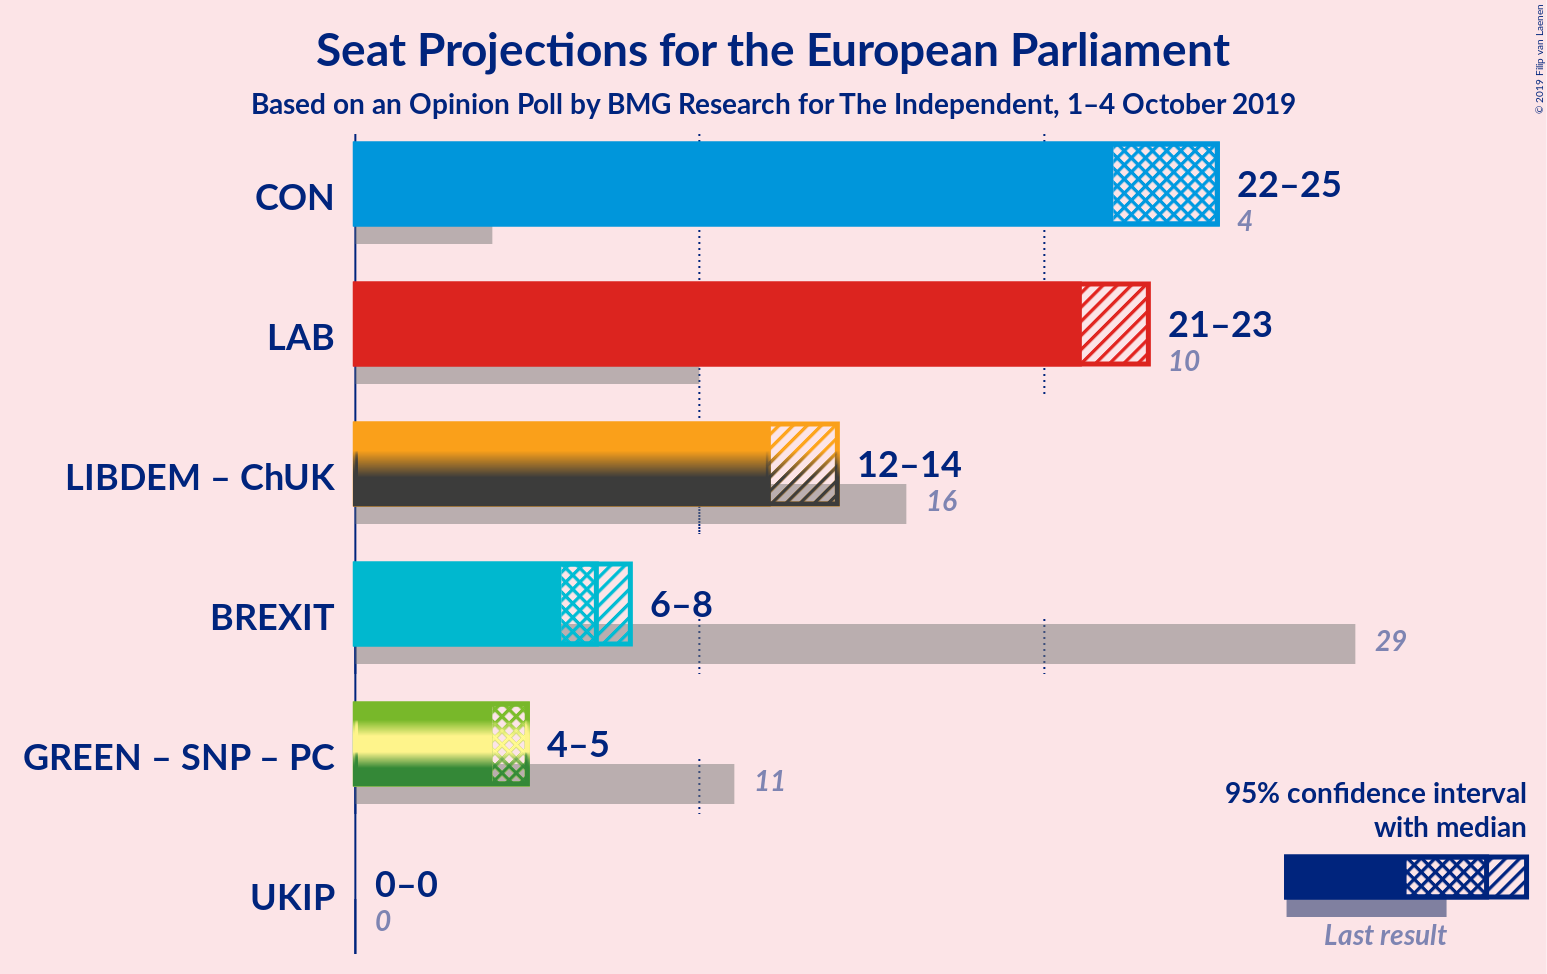 Seat Projections for the European Parliament
Based on an Opinion Poll by BMG Research for The Independent, 1–4 October 2019
© 2019 Filip van Laenen
CON
22–25
4
LAB
21–23
10
LIBDEM – ChUK
12–14
16
BREXIT
6–8
29
GREEN – SNP – PC
4–5
11
UKIP
0–0
0
95% confidence interval
with median
Last result